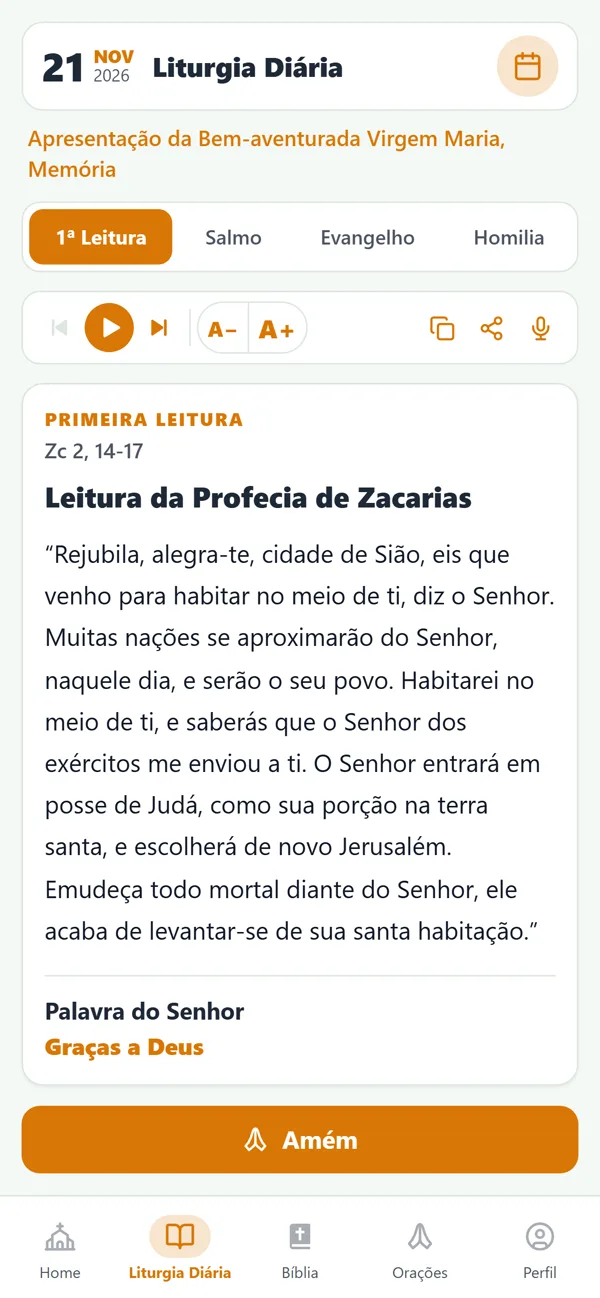 21
NOV
2026
Liturgia Diária
Apresentação da Bem-aventurada Virgem Maria,
Memória
1ª Leitura
Salmo
Evangelho
Homilia
A−
A+
PRIMEIRA LEITURA
Zc 2, 14-17
Leitura da Profecia de Zacarias
“Rejubila, alegra-te, cidade de Sião, eis que
venho para habitar no meio de ti, diz o Senhor.
Muitas nações se aproximarão do Senhor,
naquele dia, e serão o seu povo. Habitarei no
meio de ti, e saberás que o Senhor dos
exércitos me enviou a ti. O Senhor entrará em
posse de Judá, como sua porção na terra
santa, e escolherá de novo Jerusalém.
Emudeça todo mortal diante do Senhor, ele
acaba de levantar-se de sua santa habitação.”
Palavra do Senhor
Graças a Deus
Amém
Home
Liturgia Diária
Bíblia
Orações
Perfil